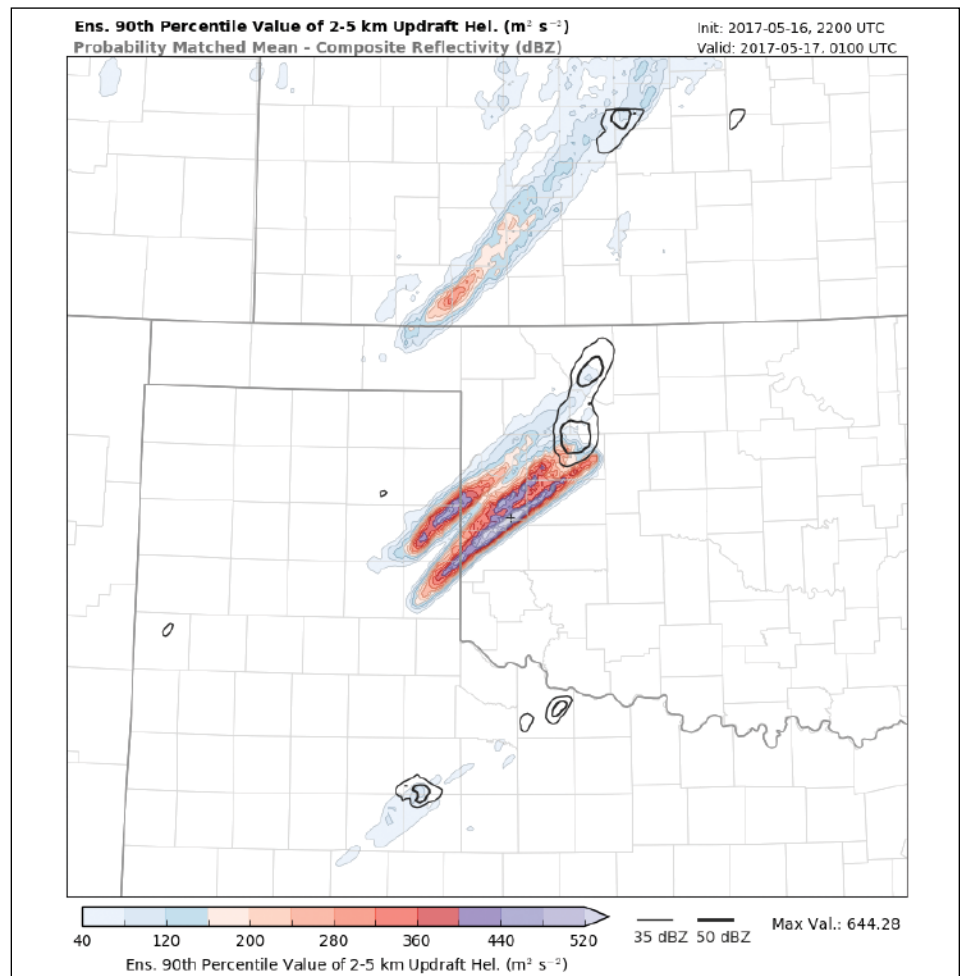 Ens. 90th Percentile Value of 2-5 km Updraft Hel. (m² s⁻²)
Probability Matched Mean - Composite Reflectivity (dBZ)
Init: 2017-05-16, 2200 UTC
Valid: 2017-05-17, 0100 UTC
40 120 200 280 360 440 520
Ens. 90th Percentile Value of 2-5 km Updraft Hel. (m² s⁻²)
35 dBZ 50 dBZ
Max Val.: 644.28